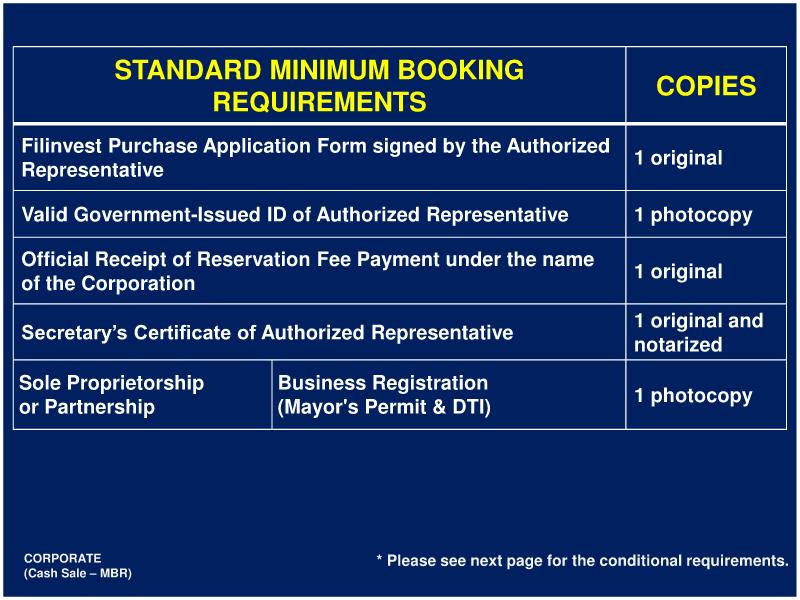 STANDARD MINIMUM BOOKING
REQUIREMENTS
COPIES
Filinvest Purchase Application Form signed by the Authorized
Representative
1 original
Valid Government-Issued ID of Authorized Representative
1 photocopy
Official Receipt of Reservation Fee Payment under the name
of the Corporation
1 original
Secretary’s Certificate of Authorized Representative
1 original and
notarized
Sole Proprietorship
or Partnership
Business Registration
(Mayor's Permit & DTI)
1 photocopy
CORPORATE
(Cash Sale – MBR)
* Please see next page for the conditional requirements.